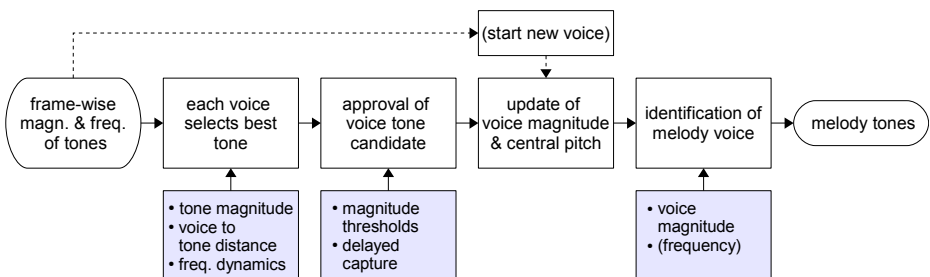 (start new voice)
frame-wise
magn. & freq.
of tones
each voice
selects best
tone
approval of
voice tone
candidate
update of
voice magnitude
& central pitch
identification of
melody voice
melody tones
• tone magnitude
• voice to
tone distance
• freq. dynamics
• magnitude
thresholds
• delayed
capture
• voice
magnitude
• (frequency)